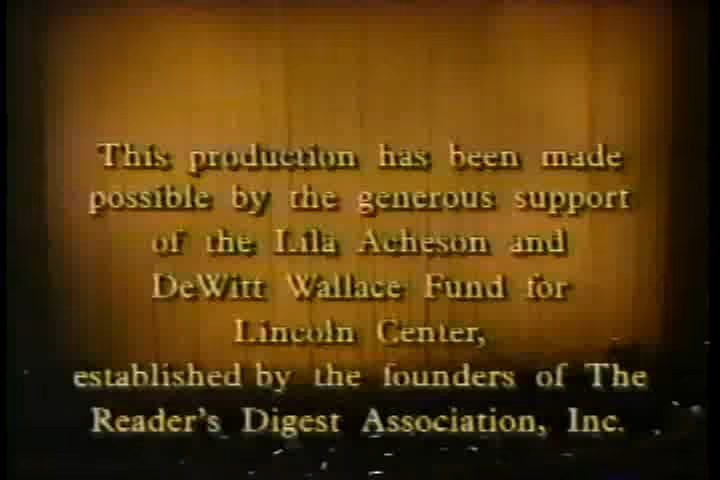 This production has been made
possible by the generous support
of the Lila Acheson and
DeWitt Wallace Fund for
Lincoln Center,
established by the founders of The
Reader's Digest Association, Inc.